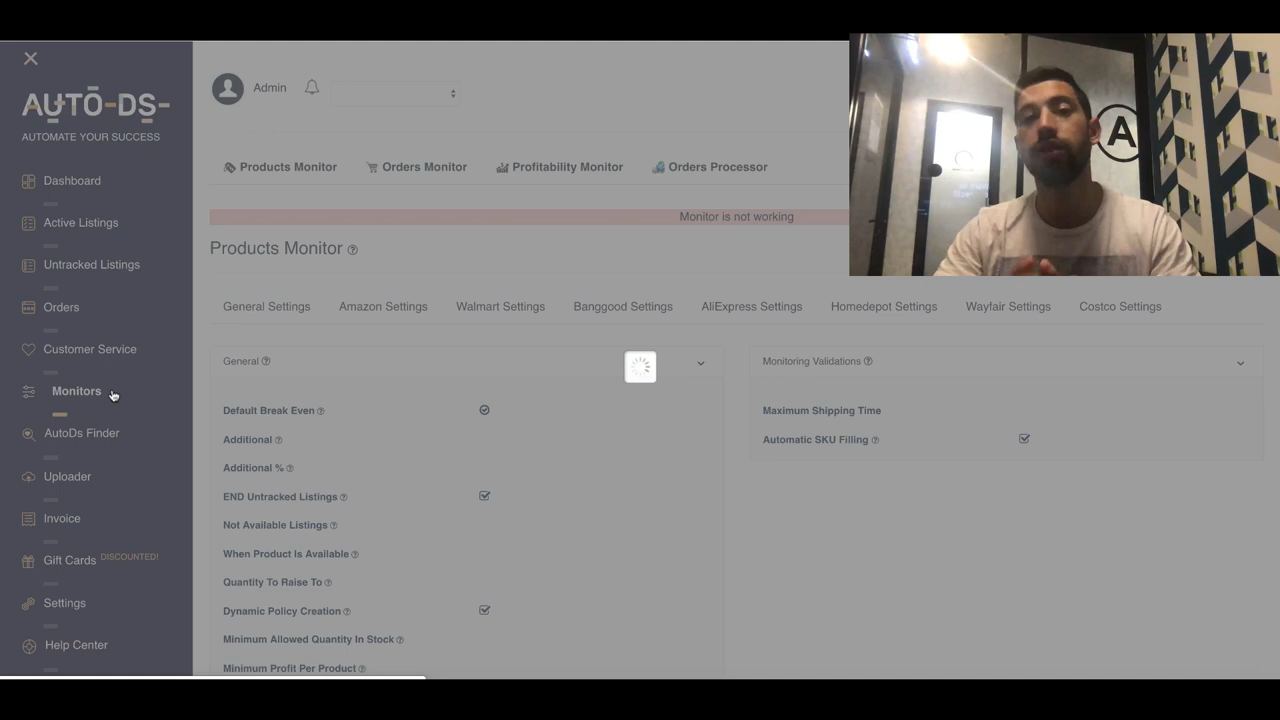 AUTO-DS-
AUTOMATE YOUR SUCCESS
Dashboard
Active Listings
Untracked Listings
Orders
Customer Service
Monitors
AutoDs Finder
Uploader
Invoice
Gift Cards DISCOUNTED!
Settings
Help Center
Admin
Products Monitor
Orders Monitor
Profitability Monitor
Orders Processor
Monitor is not working
Products Monitor
General Settings
Amazon Settings
Walmart Settings
Banggood Settings
AliExpress Settings
Homedepot Settings
Wayfair Settings
Costco Settings
General
Default Break Even
Additional
Additional %
END Untracked Listings
Not Available Listings
When Product Is Available
Quantity To Raise To
Dynamic Policy Creation
Minimum Allowed Quantity In Stock
Minimum Profit Per Product
Monitoring Validations
Maximum Shipping Time
Automatic SKU Filling
A